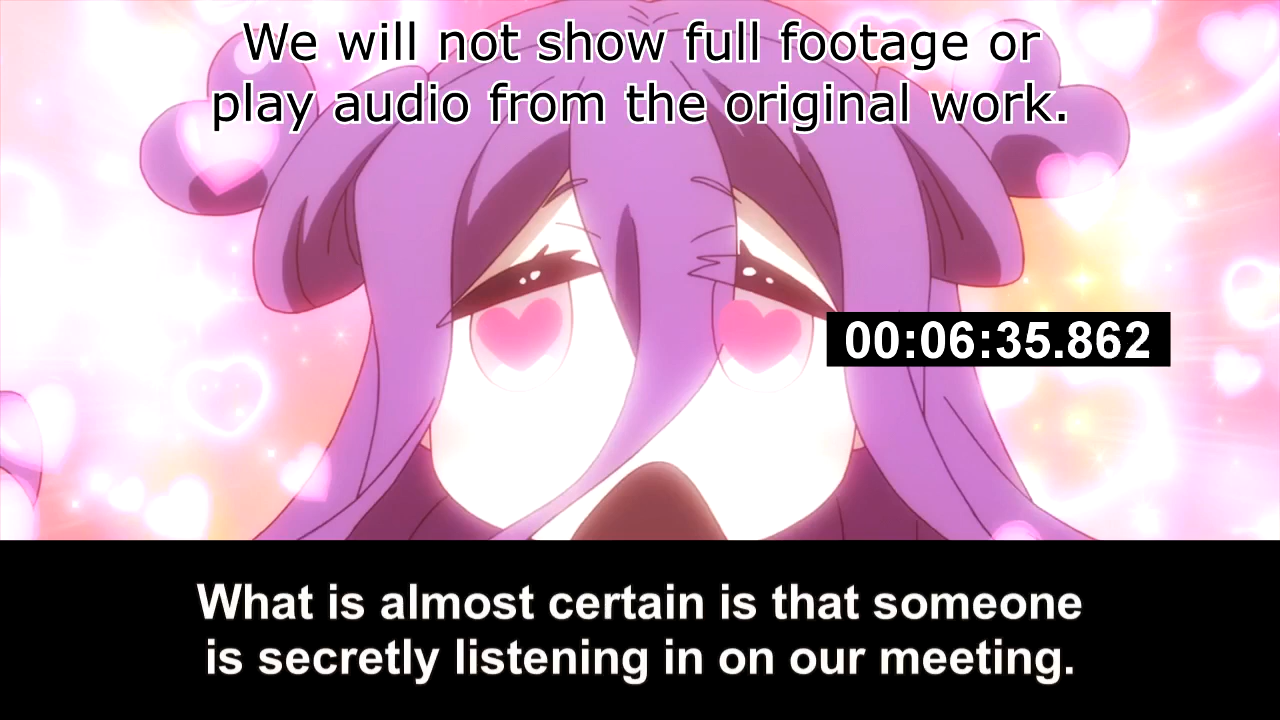 We will not show full footage or
play audio from the original work.
00:06:35.862
What is almost certain is that someone
is secretly listening in on our meeting.